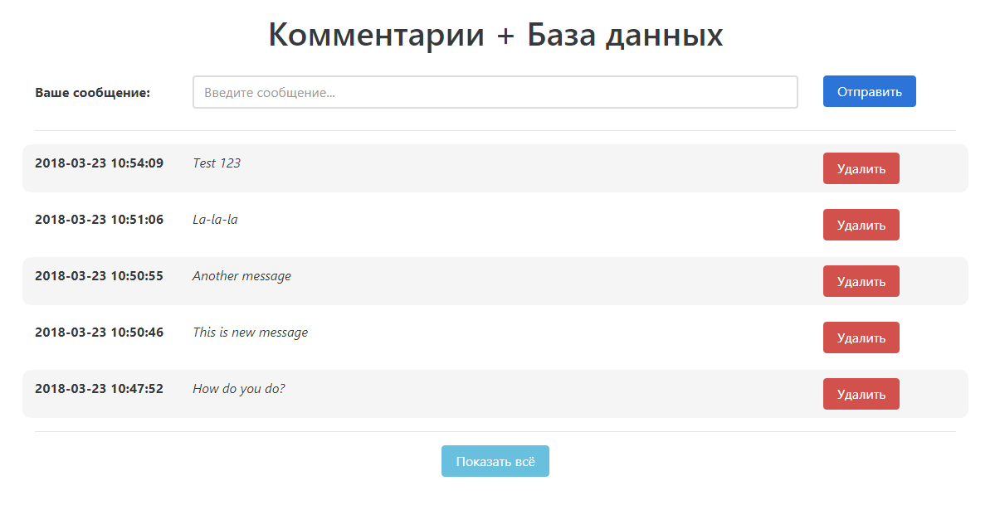 Комментарии + База данных
Ваше сообщение: Введите сообщение... Отправить
2018-03-23 10:54:09 Test 123 Удалить
2018-03-23 10:51:06 La-la-la Удалить
2018-03-23 10:50:55 Another message Удалить
2018-03-23 10:50:46 This is new message Удалить
2018-03-23 10:47:52 How do you do? Удалить
Показать всё